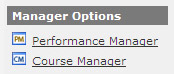 Manager Options
PM Performance Manager
CM Course Manager